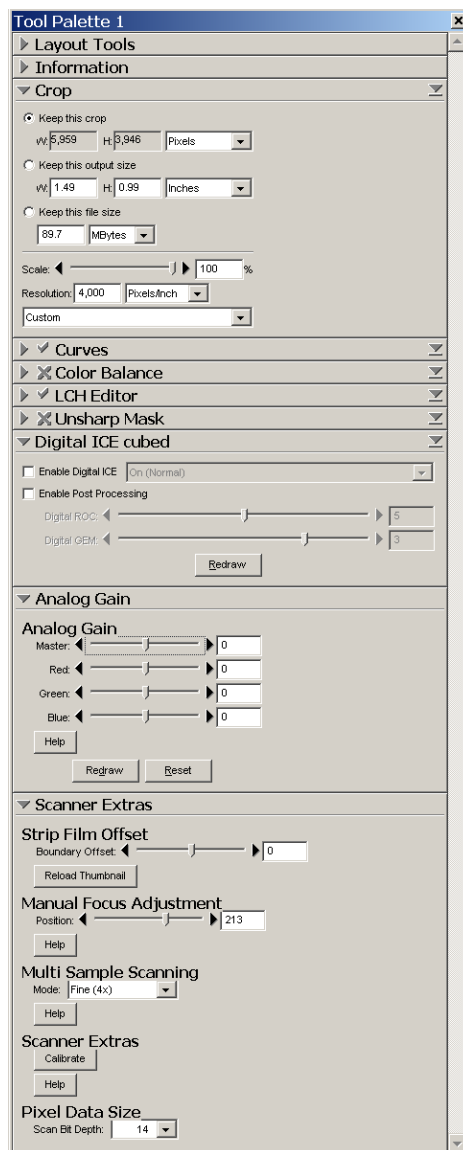 Tool Palette 1
Layout Tools
Information
Crop
Keep this crop
W: 5,959 H: 3,946 Pixels
Keep this output size
W: 1.49 H: 0.99 Inches
Keep this file size
89.7 MBytes
Scale: 100 %
Resolution: 4,000 Pixels/Inch
Custom
Curves
Color Balance
LCH Editor
Unsharp Mask
Digital ICE cubed
Enable Digital ICE On (Normal)
Enable Post Processing
Digital ROC: 5
Digital GEM: 3
Redraw
Analog Gain
Analog Gain
Master: 0
Red: 0
Green: 0
Blue: 0
Help
Redraw Reset
Scanner Extras
Strip Film Offset
Boundary Offset: 0
Reload Thumbnail
Manual Focus Adjustment
Position: 213
Help
Multi Sample Scanning
Mode: Fine (4x)
Help
Scanner Extras
Calibrate
Help
Pixel Data Size
Scan Bit Depth: 14